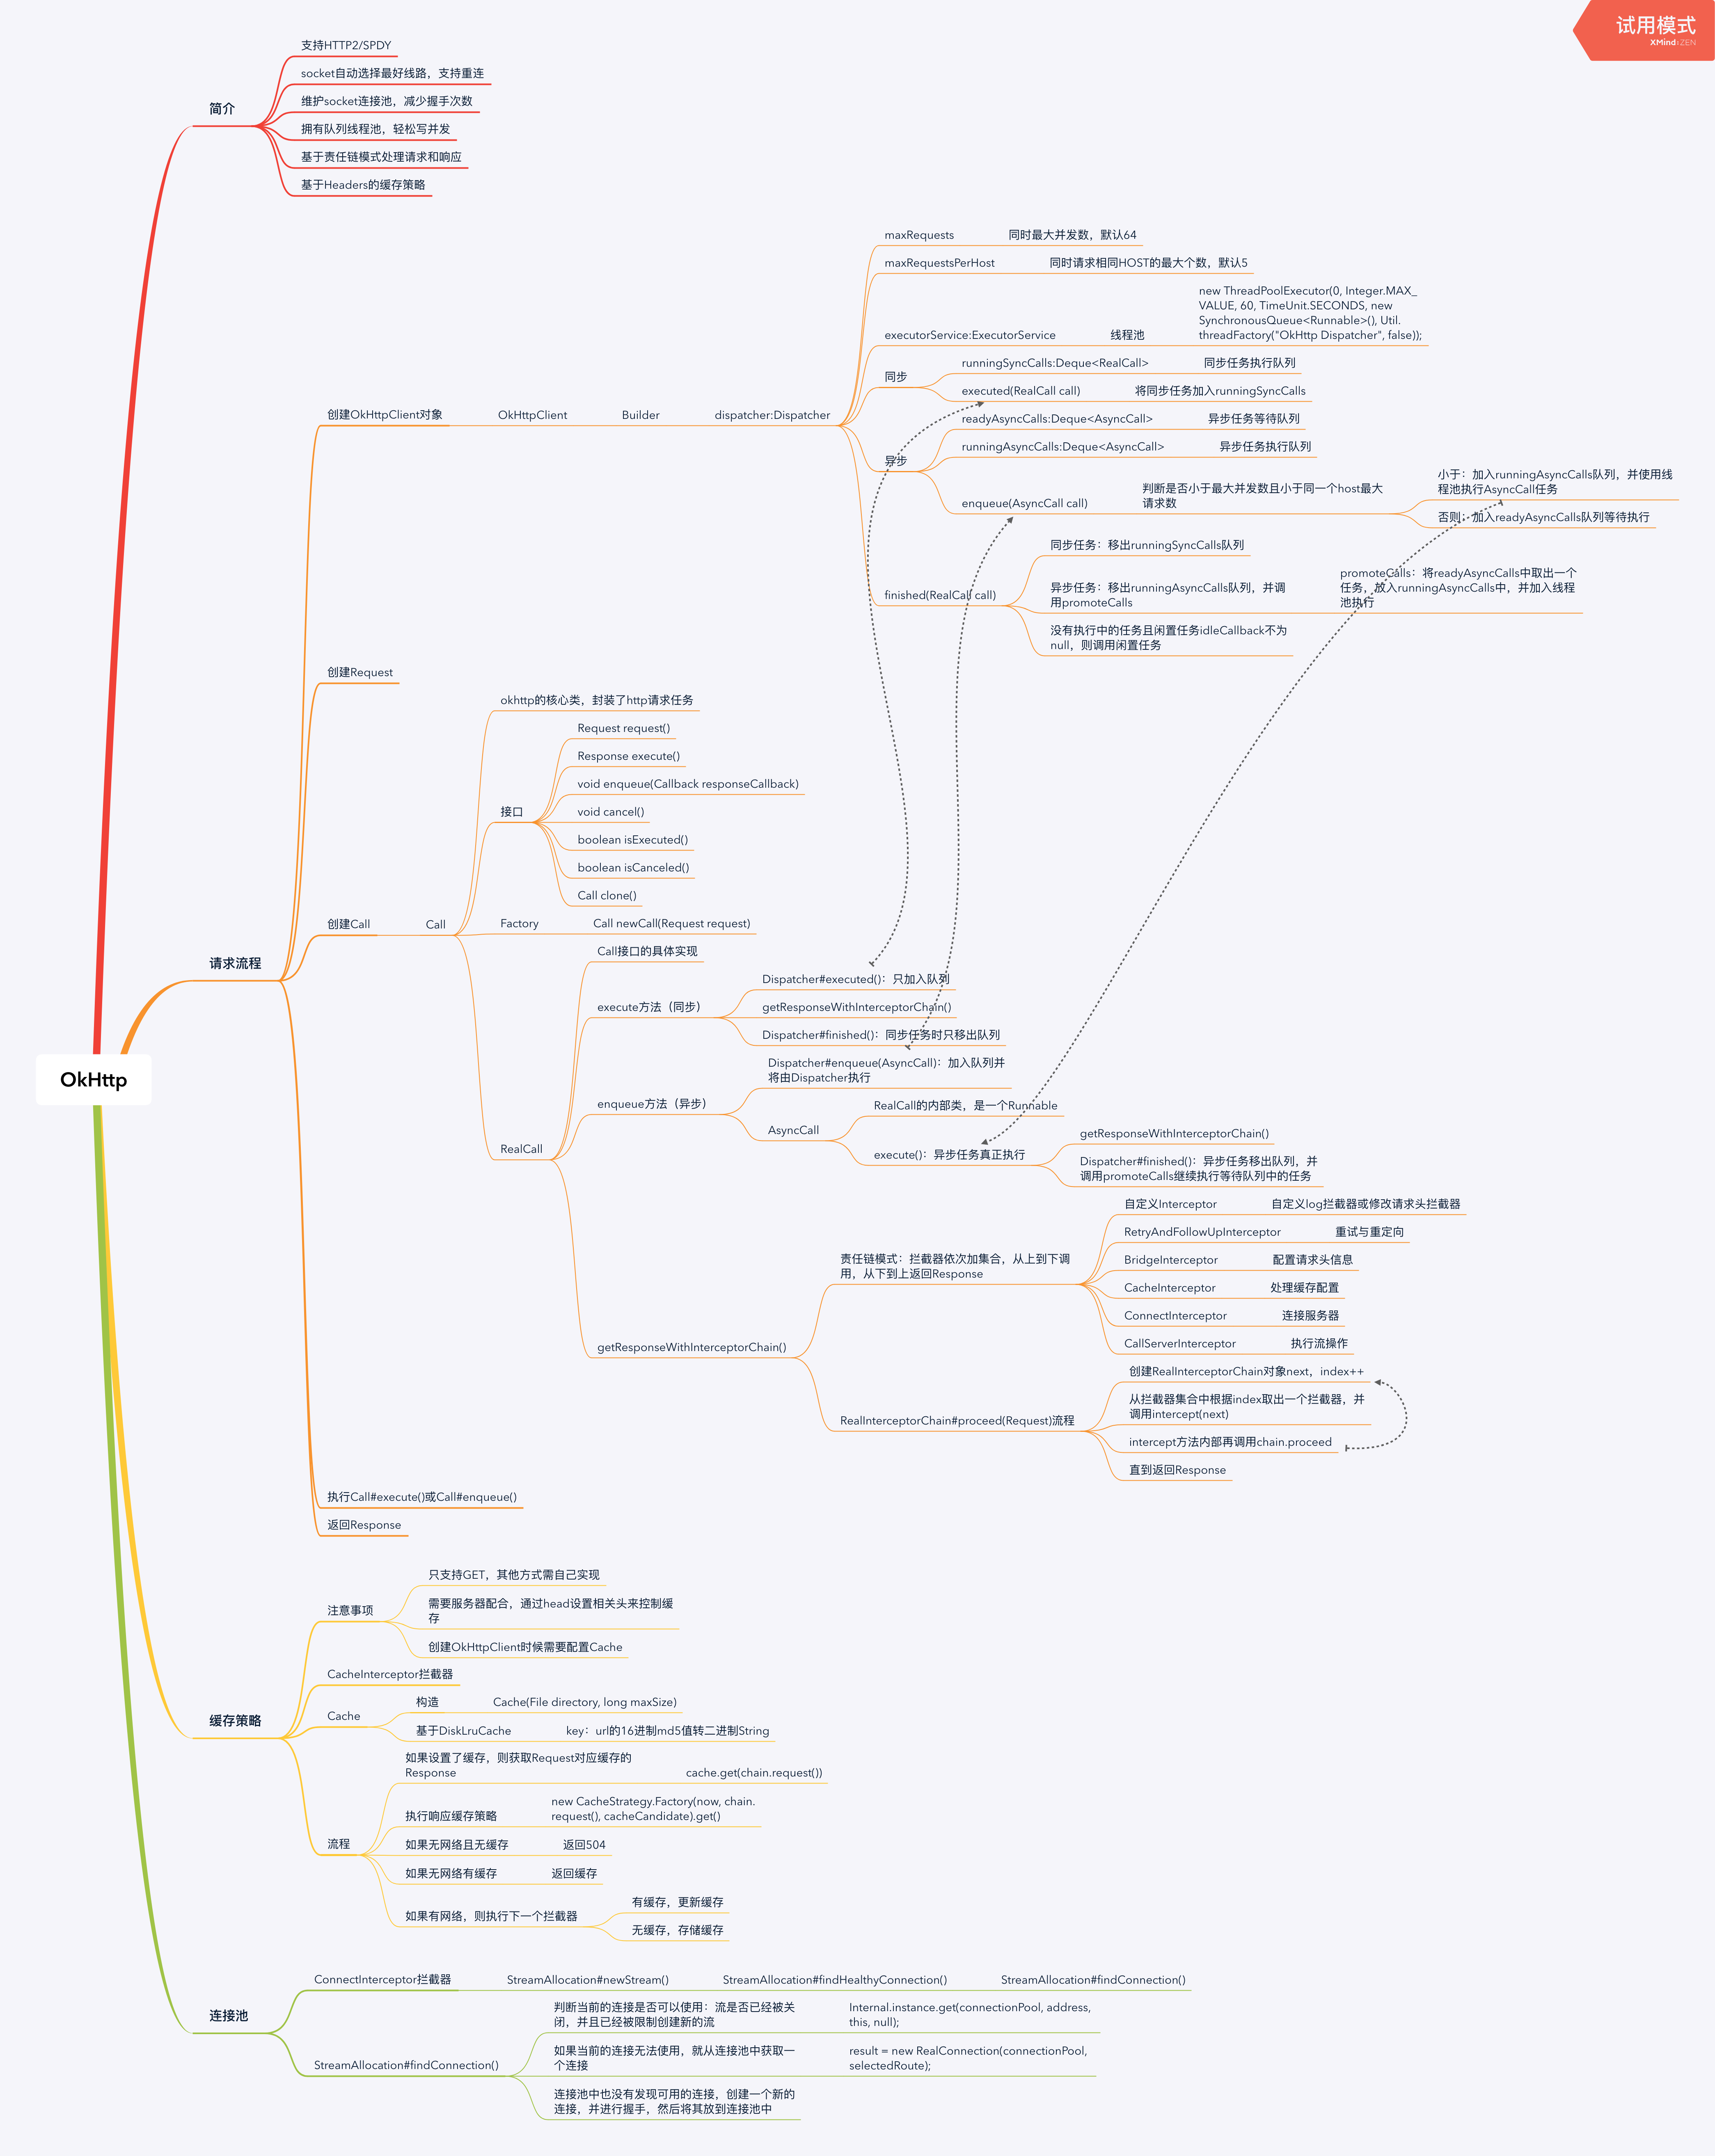 试用模式
XMind:ZEN
OkHttp
简介
支持HTTP2/SPDY
socket自动选择最好线路，支持重连
维护socket连接池，减少握手次数
拥有队列线程池，轻松写并发
基于责任链模式处理请求和响应
基于Headers的缓存策略
请求流程
创建OkHttpClient对象
OkHttpClient
Builder
dispatcher:Dispatcher
maxRequests
同时最大并发数，默认64
maxRequestsPerHost
同时请求相同HOST的最大个数，默认5
executorService:ExecutorService
线程池
new ThreadPoolExecutor(0, Integer.MAX_
VALUE, 60, TimeUnit.SECONDS, new
SynchronousQueue<Runnable>(), Util.
threadFactory("OkHttp Dispatcher", false));
同步
runningSyncCalls:Deque<RealCall>
同步任务执行队列
executed(RealCall call)
将同步任务加入runningSyncCalls
异步
readyAsyncCalls:Deque<AsyncCall>
异步任务等待队列
runningAsyncCalls:Deque<AsyncCall>
异步任务执行队列
enqueue(AsyncCall call)
判断是否小于最大并发数且小于同一个host最大
请求数
小于：加入runningAsyncCalls队列，并使用线
程池执行AsyncCall任务
否则：加入readyAsyncCalls队列等待执行
finished(RealCall call)
同步任务：移出runningSyncCalls队列
异步任务：移出runningAsyncCalls队列，并调
用promoteCalls
promoteCalls：将readyAsyncCalls中取出一个
任务，放入runningAsyncCalls中，并加入线程
池执行
没有执行中的任务且闲置任务idleCallback不为
null，则调用闲置任务
创建Request
创建Call
Call
okhttp的核心类，封装了http请求任务
接口
Request request()
Response execute()
void enqueue(Callback responseCallback)
void cancel()
boolean isExecuted()
boolean isCanceled()
Call clone()
Factory
Call newCall(Request request)
RealCall
Call接口的具体实现
execute方法（同步）
Dispatcher#executed()：只加入队列
getResponseWithInterceptorChain()
Dispatcher#finished()：同步任务时只移出队列
enqueue方法（异步）
Dispatcher#enqueue(AsyncCall)：加入队列并
将由Dispatcher执行
AsyncCall
RealCall的内部类，是一个Runnable
execute()：异步任务真正执行
getResponseWithInterceptorChain()
Dispatcher#finished()：异步任务移出队列，并
调用promoteCalls继续执行等待队列中的任务
getResponseWithInterceptorChain()
责任链模式：拦截器依次加集合，从上到下调
用，从下到上返回Response
自定义Interceptor
自定义log拦截器或修改请求头拦截器
RetryAndFollowUpInterceptor
重试与重定向
BridgeInterceptor
配置请求头信息
CacheInterceptor
处理缓存配置
ConnectInterceptor
连接服务器
CallServerInterceptor
执行流操作
RealInterceptorChain#proceed(Request)流程
创建RealInterceptorChain对象next，index++
从拦截器集合中根据index取出一个拦截器，并
调用intercept(next)
intercept方法内部再调用chain.proceed
直到返回Response
执行Call#execute()或Call#enqueue()
返回Response
缓存策略
注意事项
只支持GET，其他方式需自己实现
需要服务器配合，通过head设置相关头来控制缓
存
创建OkHttpClient时候需要配置Cache
CacheInterceptor拦截器
Cache
构造
Cache(File directory, long maxSize)
基于DiskLruCache
key：url的16进制md5值转二进制String
流程
如果设置了缓存，则获取Request对应缓存的
Response
cache.get(chain.request())
执行响应缓存策略
new CacheStrategy.Factory(now, chain.
request(), cacheCandidate).get()
如果无网络且无缓存
返回504
如果无网络有缓存
返回缓存
如果有网络，则执行下一个拦截器
有缓存，更新缓存
无缓存，存储缓存
连接池
ConnectInterceptor拦截器
StreamAllocation#newStream()
StreamAllocation#findHealthyConnection()
StreamAllocation#findConnection()
StreamAllocation#findConnection()
判断当前的连接是否可以使用：流是否已经被关
闭，并且已经被限制创建新的流
Internal.instance.get(connectionPool, address,
this, null);
如果当前的连接无法使用，就从连接池中获取一
个连接
result = new RealConnection(connectionPool,
selectedRoute);
连接池中也没有发现可用的连接，创建一个新的
连接，并进行握手，然后将其放到连接池中